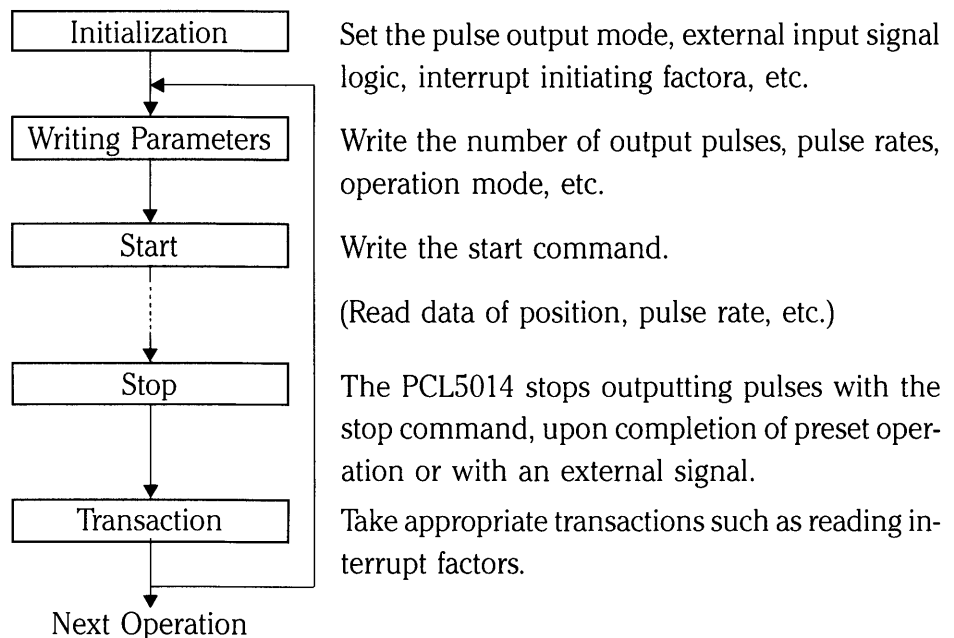 Initialization
Set the pulse output mode, external input signal
logic, interrupt initiating factora, etc.
Writing Parameters
Write the number of output pulses, pulse rates,
operation mode, etc.
Start
Write the start command.
(Read data of position, pulse rate, etc.)
Stop
The PCL5014 stops outputting pulses with the
stop command, upon completion of preset oper-
ation or with an external signal.
Transaction
Take appropriate transactions such as reading in-
terrupt factors.
Next Operation